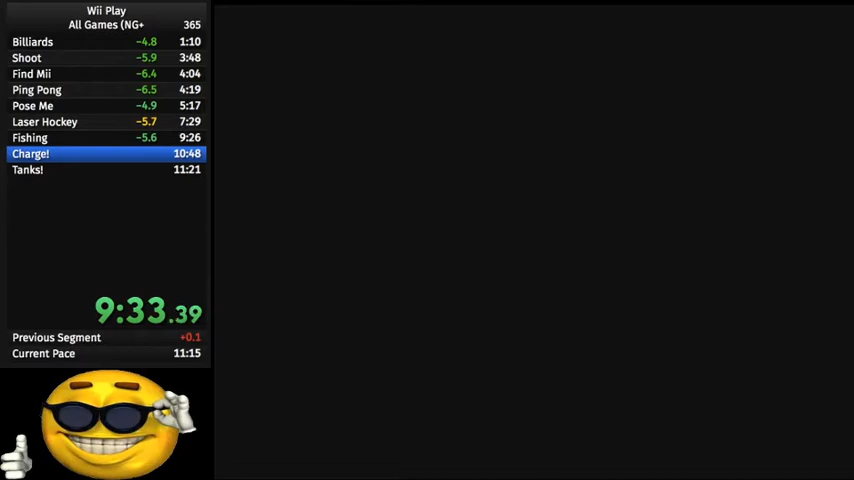 Wii Play
All Games (NG+ 365
Billiards -4.8 1:10
Shoot -5.9 3:48
Find Mii -6.4 4:04
Ping Pong -6.5 4:19
Pose Me -4.9 5:17
Laser Hockey -5.7 7:29
Fishing -5.6 9:26
Charge! 10:48
Tanks! 11:21
9:33.39
Previous Segment +0.1
Current Pace 11:15